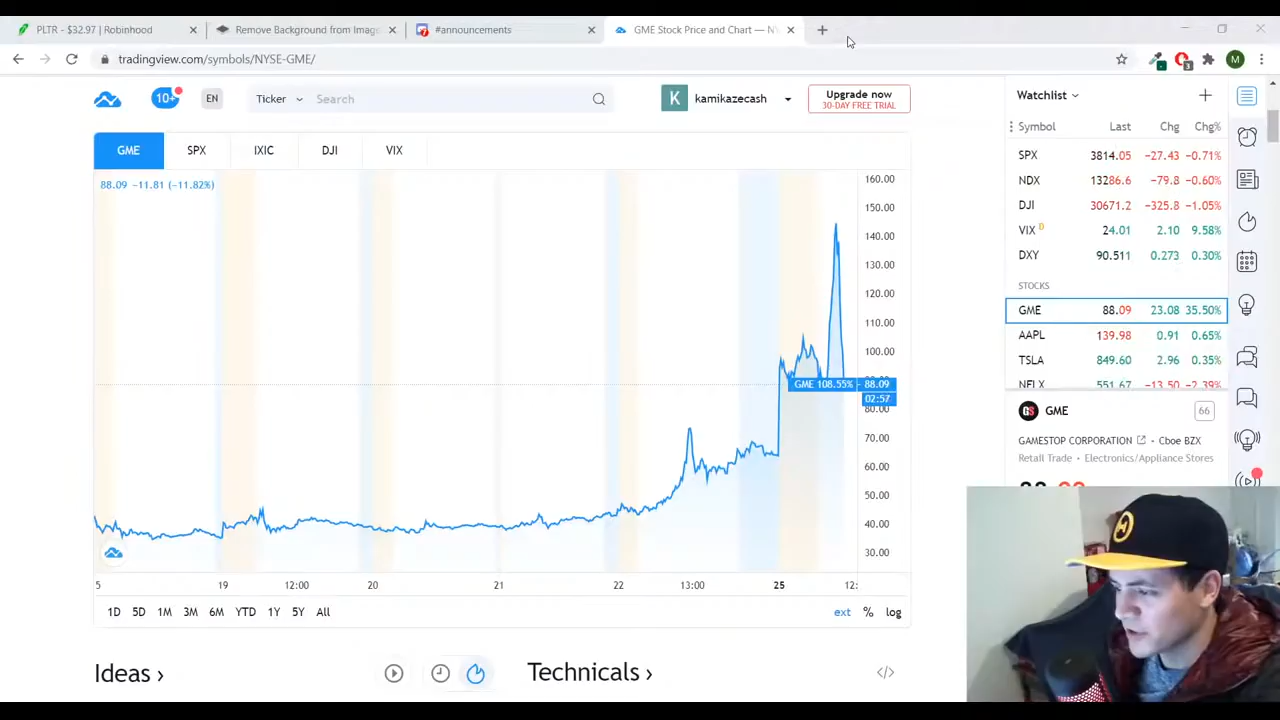 PLTR - $32.97 | Robinhood
Remove Background from Imag
#announcements
GME Stock Price and Chart — N
tradingview.com/symbols/NYSE-GME/
3
M
10+
EN
Ticker
Search
K
kamikazecash
Upgrade now
30-DAY FREE TRIAL
Watchlist
GME
SPX
IXIC
DJI
VIX
88.09 −11.81 (−11.82%)
160.00
150.00
140.00
130.00
120.00
110.00
100.00
GME 108.55%
88.09
02:57
80.00
70.00
60.00
50.00
40.00
30.00
5
19
12:00
20
21
22
13:00
25
12:
1D
5D
1M
3M
6M
YTD
1Y
5Y
All
ext
%
log
Ideas ›
Technicals ›
Symbol Last Chg Chg%
SPX 3814.05 −27.43 −0.71%
NDX 13286.6 −79.8 −0.60%
DJI 30671.2 −325.8 −1.05%
VIX D 24.01 2.10 9.58%
DXY 90.511 0.273 0.30%
STOCKS
GME 88.09 23.08 35.50%
AAPL 139.98 0.91 0.65%
TSLA 849.60 2.96 0.35%
NFLX 551.67 −13.50 −2.39%
GS
GME
66
GAMESTOP CORPORATION • Cboe BZX
Retail Trade • Electronics/Appliance Stores